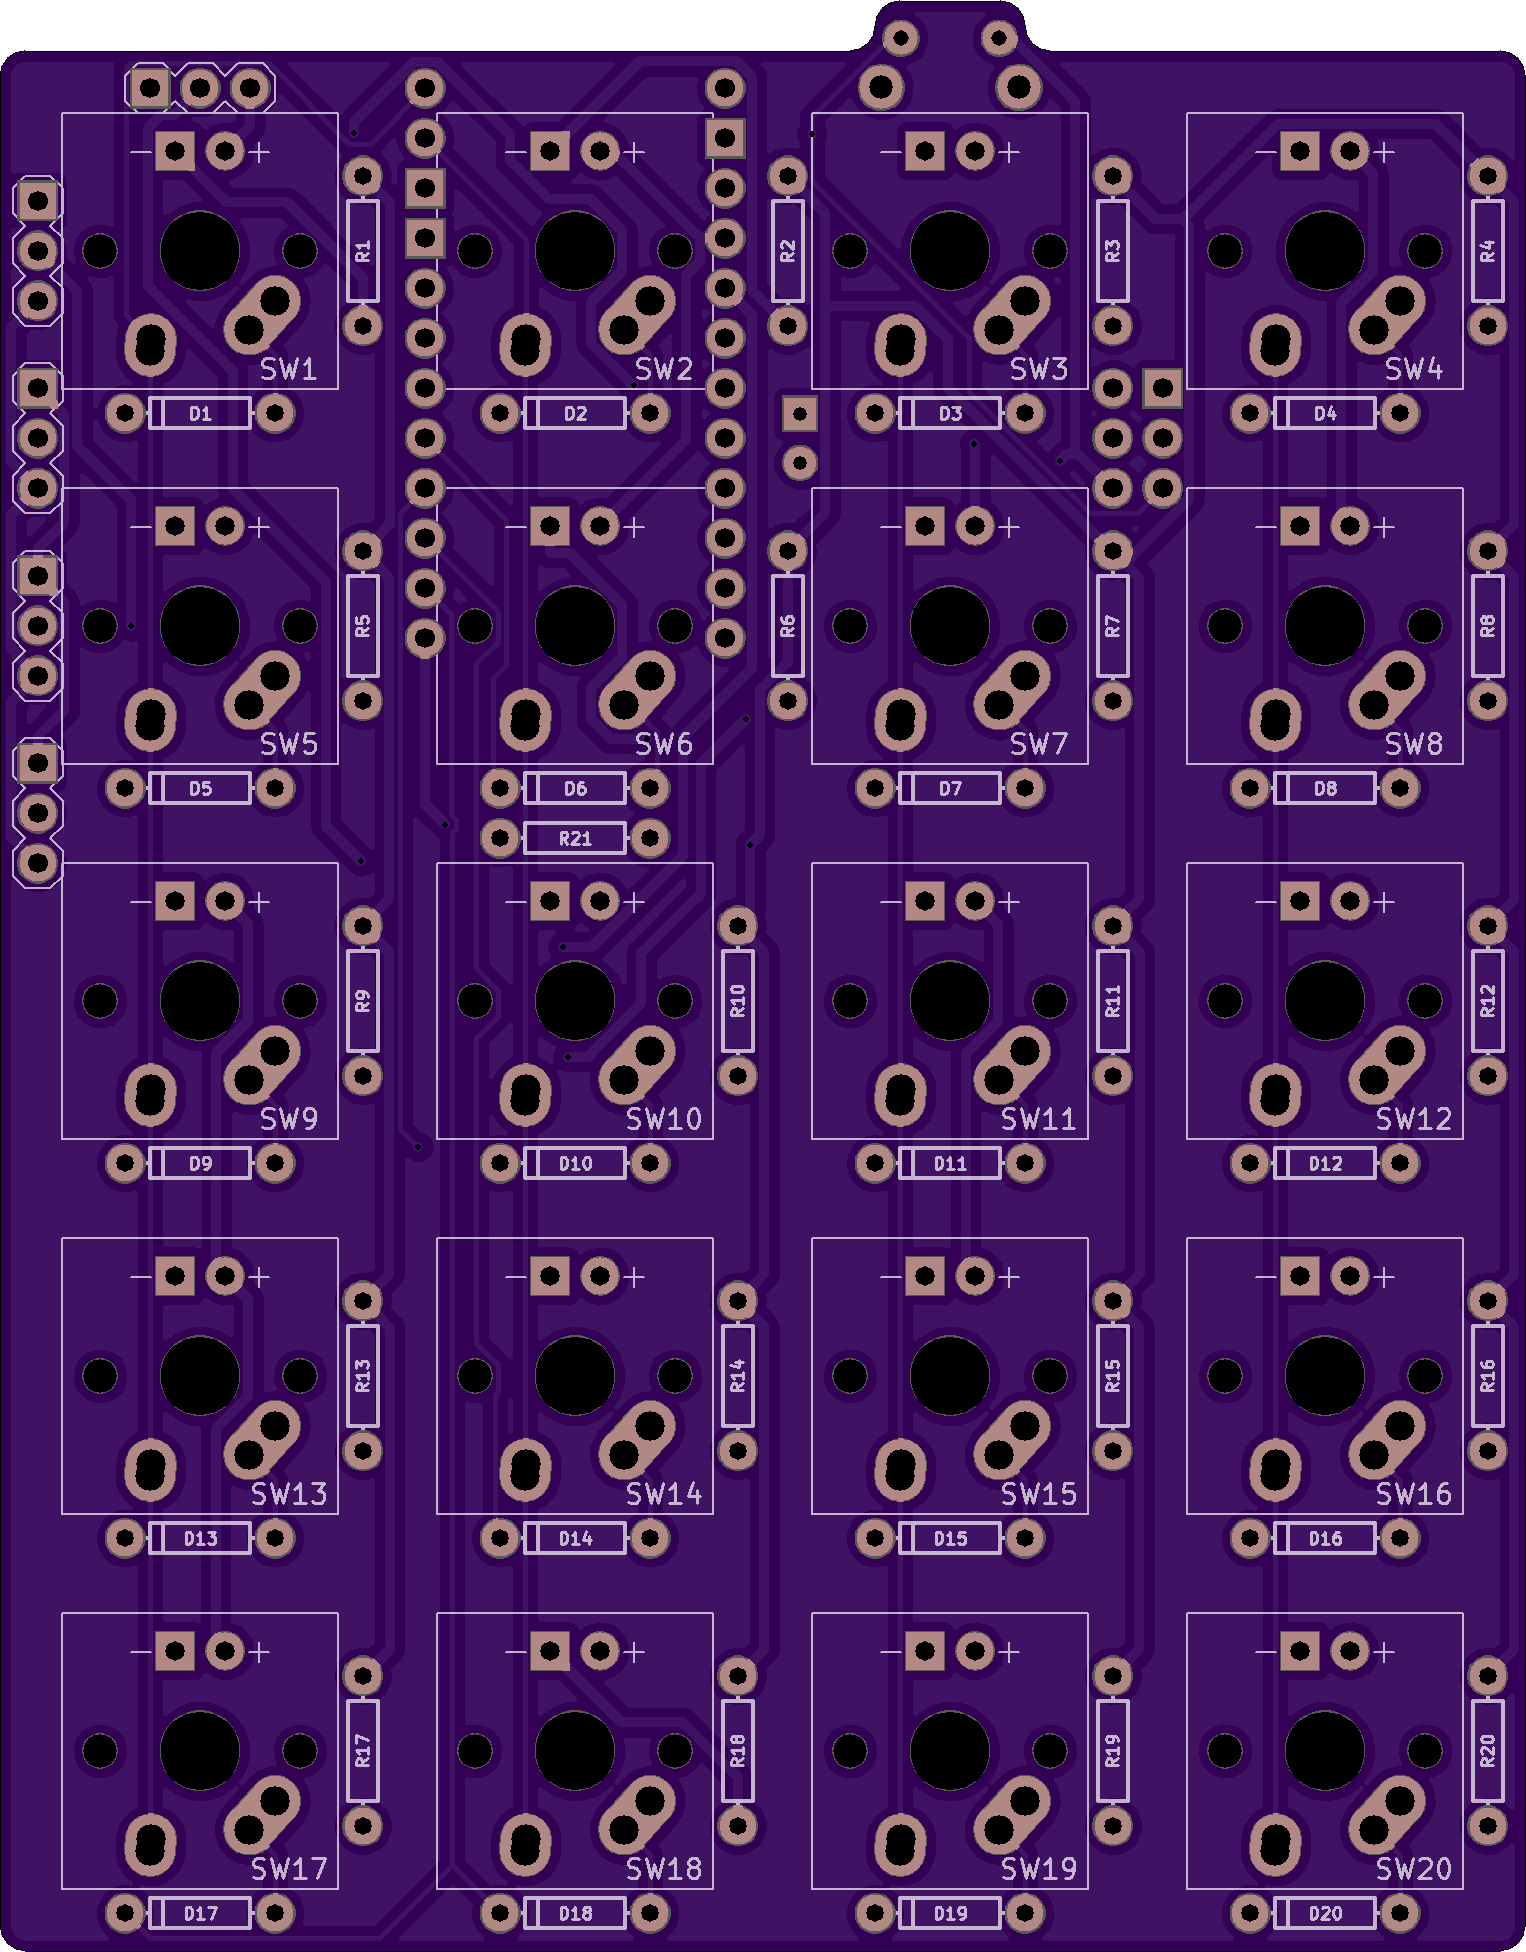 − +
− +
− +
− +
R1
R2
R3
R4
SW1
SW2
SW3
SW4
D1
D2
D3
D4
− +
− +
− +
− +
R5
R6
R7
R8
SW5
SW6
SW7
SW8
D5
D6
D7
D8
R21
− +
− +
− +
− +
R9
R10
R11
R12
SW9
SW10
SW11
SW12
D9
D10
D11
D12
− +
− +
− +
− +
R13
R14
R15
R16
SW13
SW14
SW15
SW16
D13
D14
D15
D16
− +
− +
− +
− +
R17
R18
R19
R20
SW17
SW18
SW19
SW20
D17
D18
D19
D20